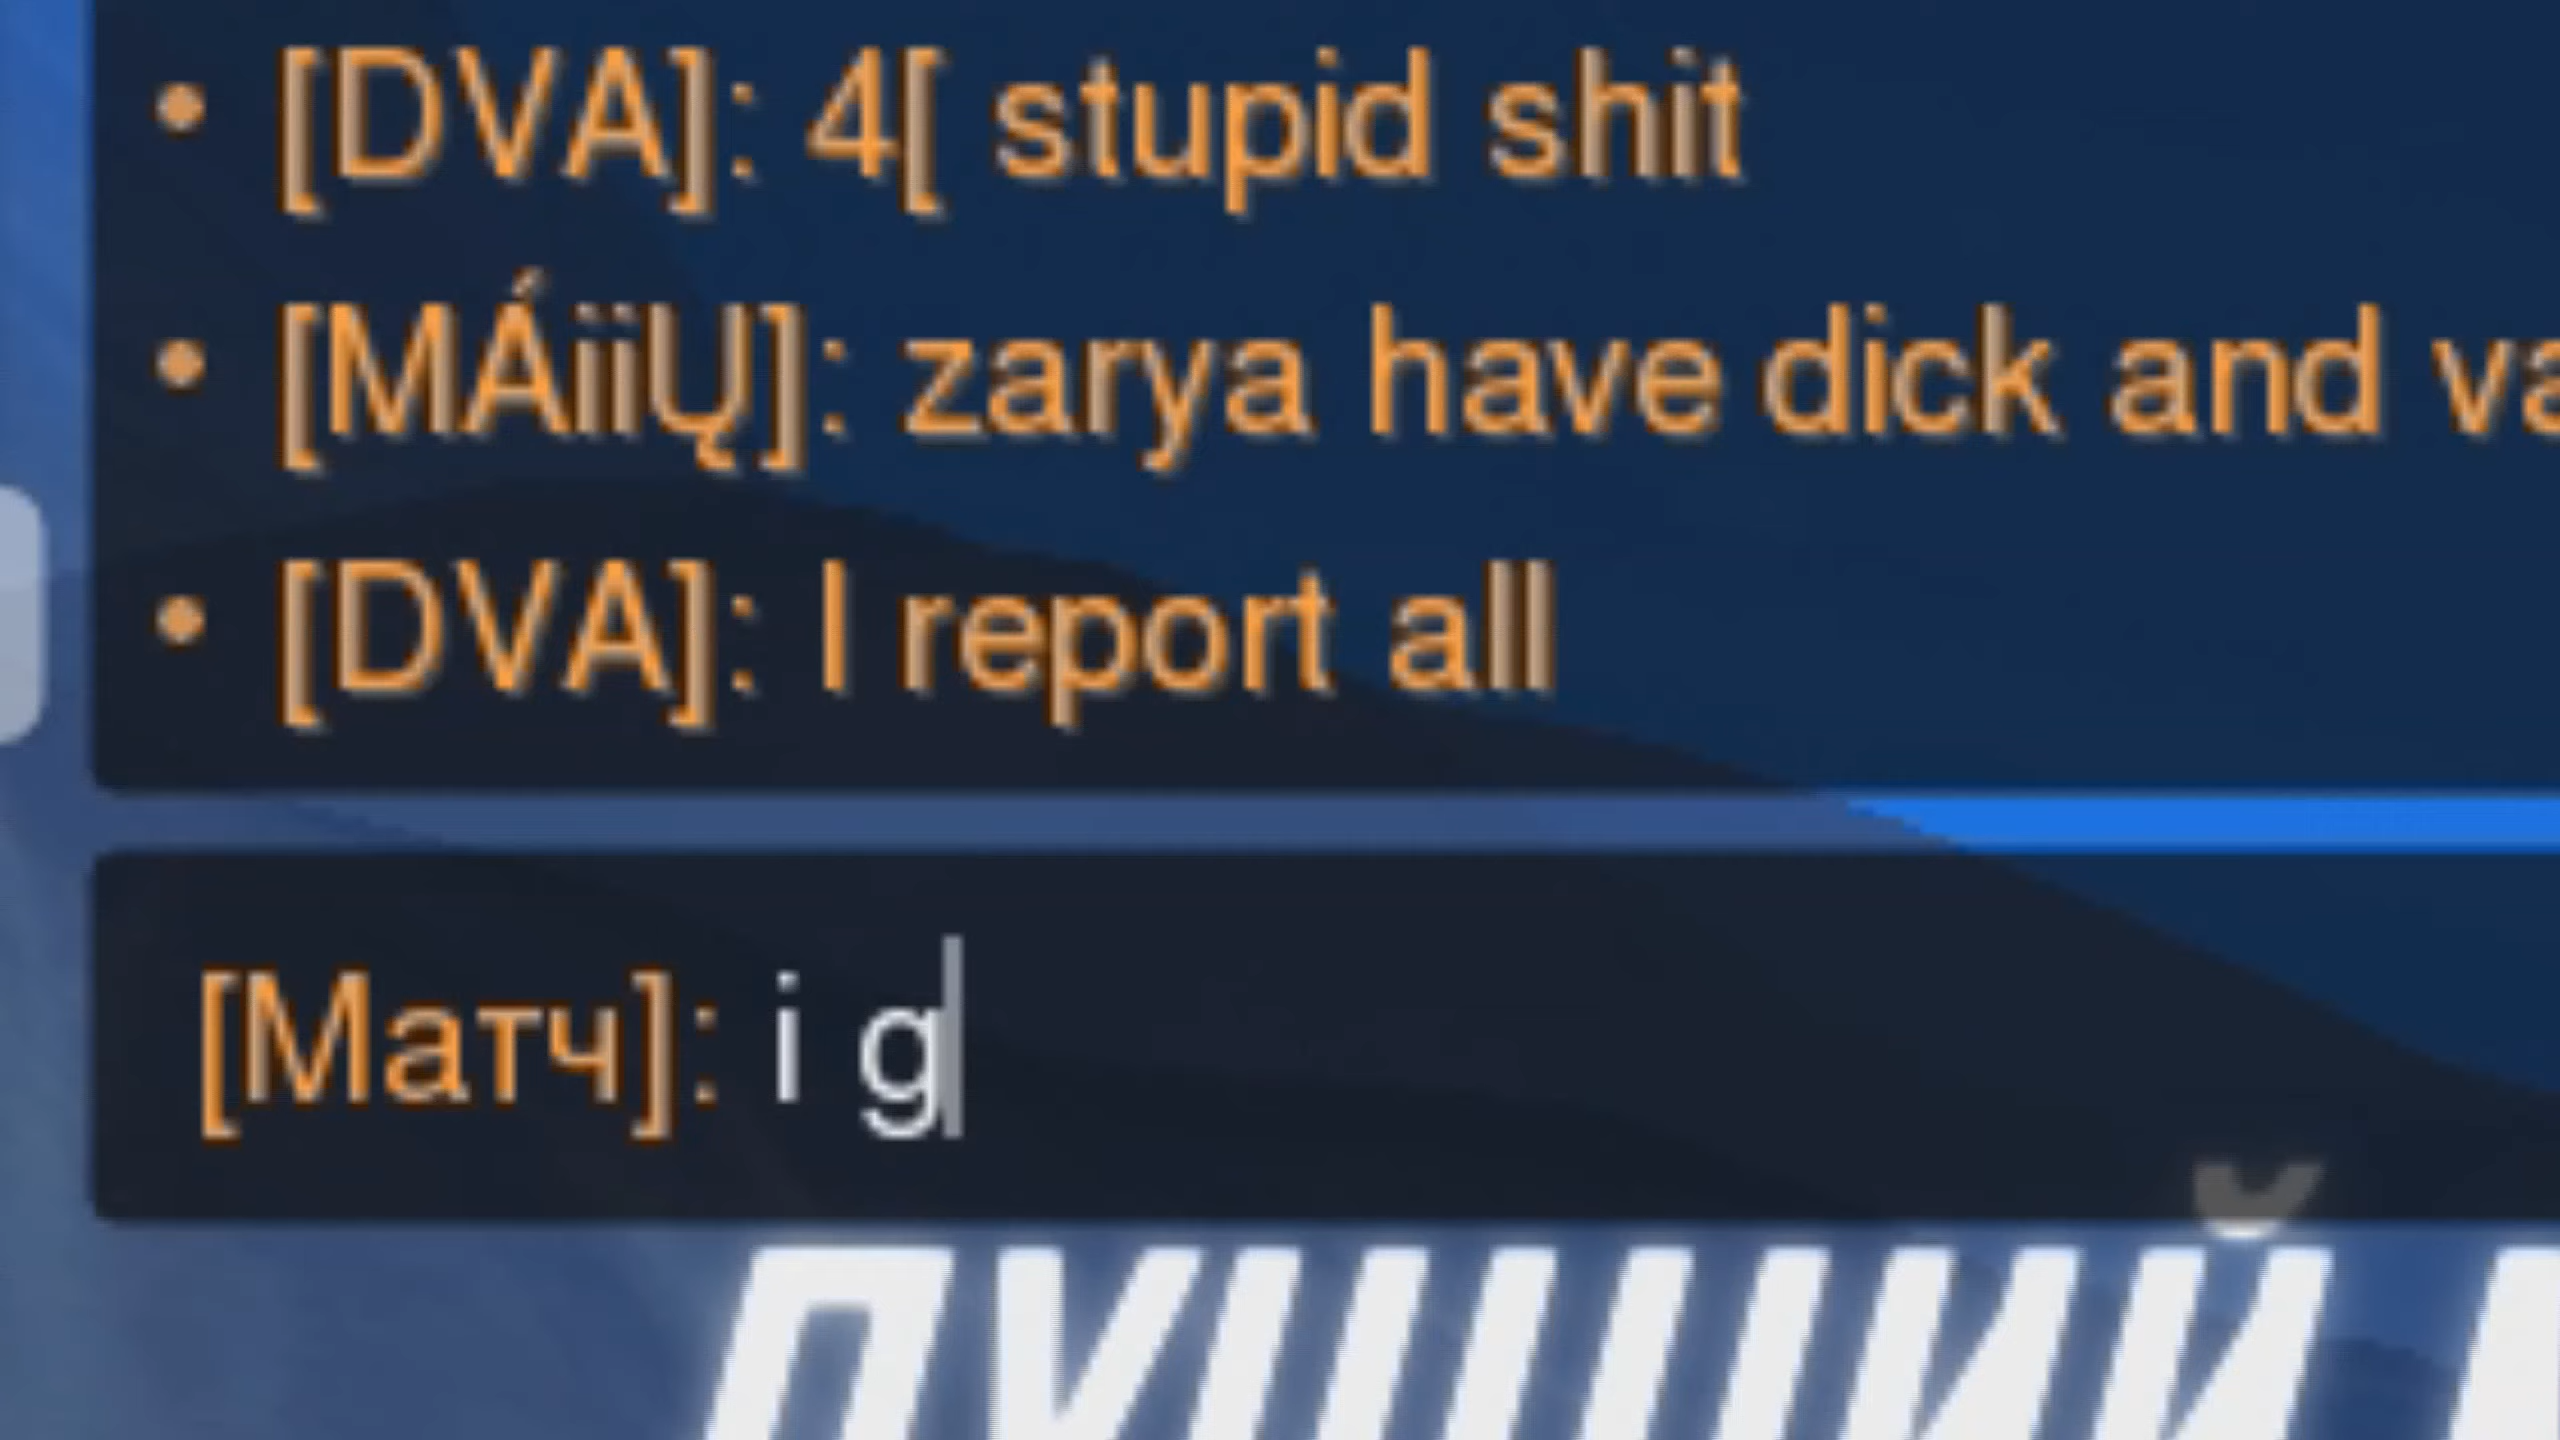 [DVA]: 4[ stupid shit
[MÁïïŲ]: zarya have dick and
[DVA]: I report all
[Матч]: i g